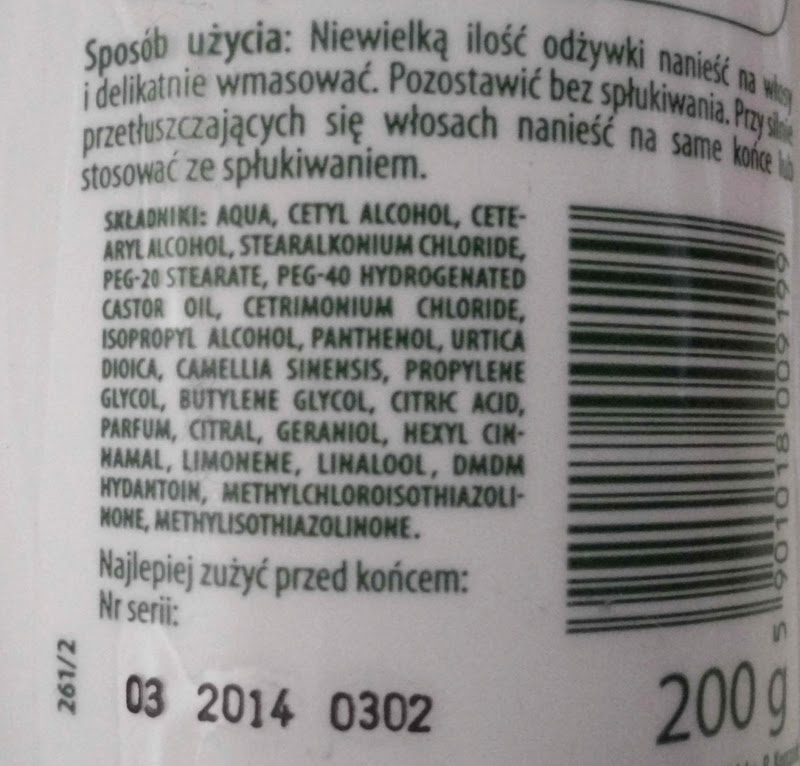 Sposób użycia: Niewielką ilość odżywki nanieść na włosy
i delikatnie wmasować. Pozostawić bez spłukiwania. Przy silnie
przetłuszczających się włosach nanieść na same końce lub
stosować ze spłukiwaniem.
SKŁADNIKI: AQUA, CETYL ALCOHOL, CETE-
ARYL ALCOHOL, STEARALKONIUM CHLORIDE,
PEG-20 STEARATE, PEG-40 HYDROGENATED
CASTOR OIL, CETRIMONIUM CHLORIDE,
ISOPROPYL ALCOHOL, PANTHENOL, URTICA
DIOICA, CAMELLIA SINENSIS, PROPYLENE
GLYCOL, BUTYLENE GLYCOL, CITRIC ACID,
PARFUM, CITRAL, GERANIOL, HEXYL CIN-
NAMAL, LIMONENE, LINALOOL, DMDM
HYDANTOIN, METHYLCHLOROISOTHIAZOLI-
NONE, METHYLISOTHIAZOLINONE.
Najlepiej zużyć przed końcem:
Nr serii:
261/2
03 2014 0302
5 901018 009199
200 g